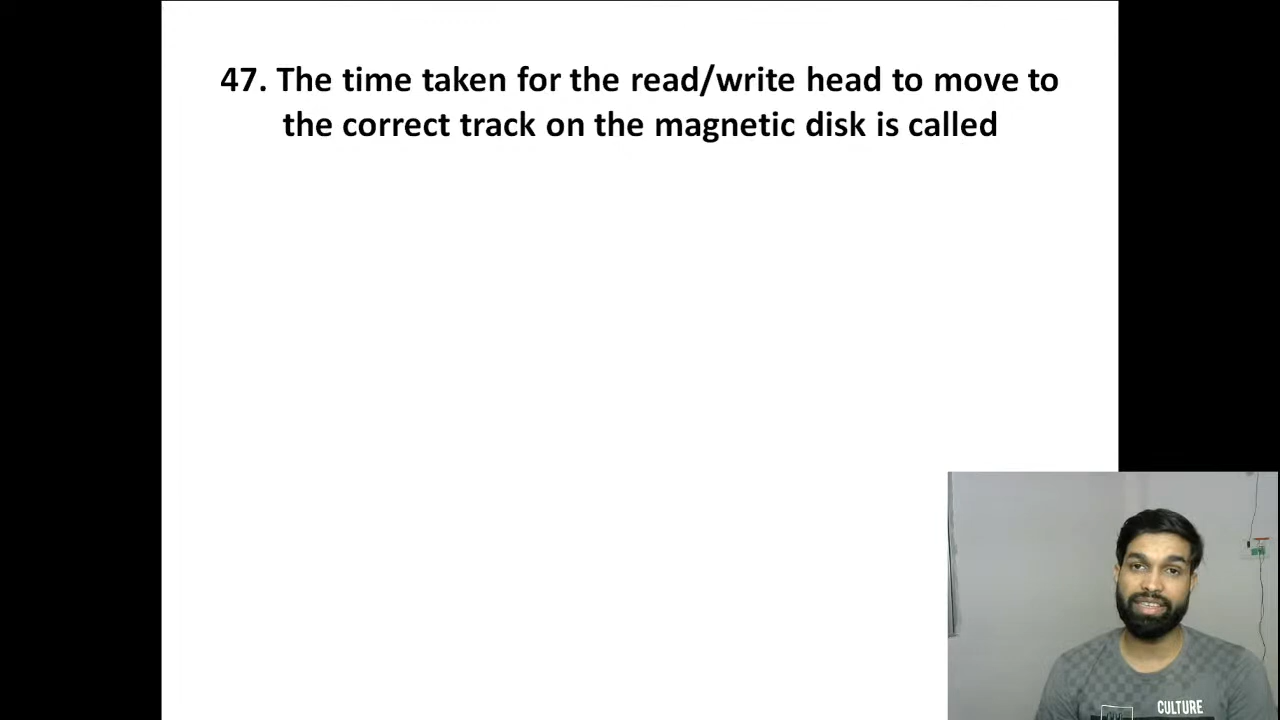 47. The time taken for the read/write head to move to
the correct track on the magnetic disk is called
CULTURE